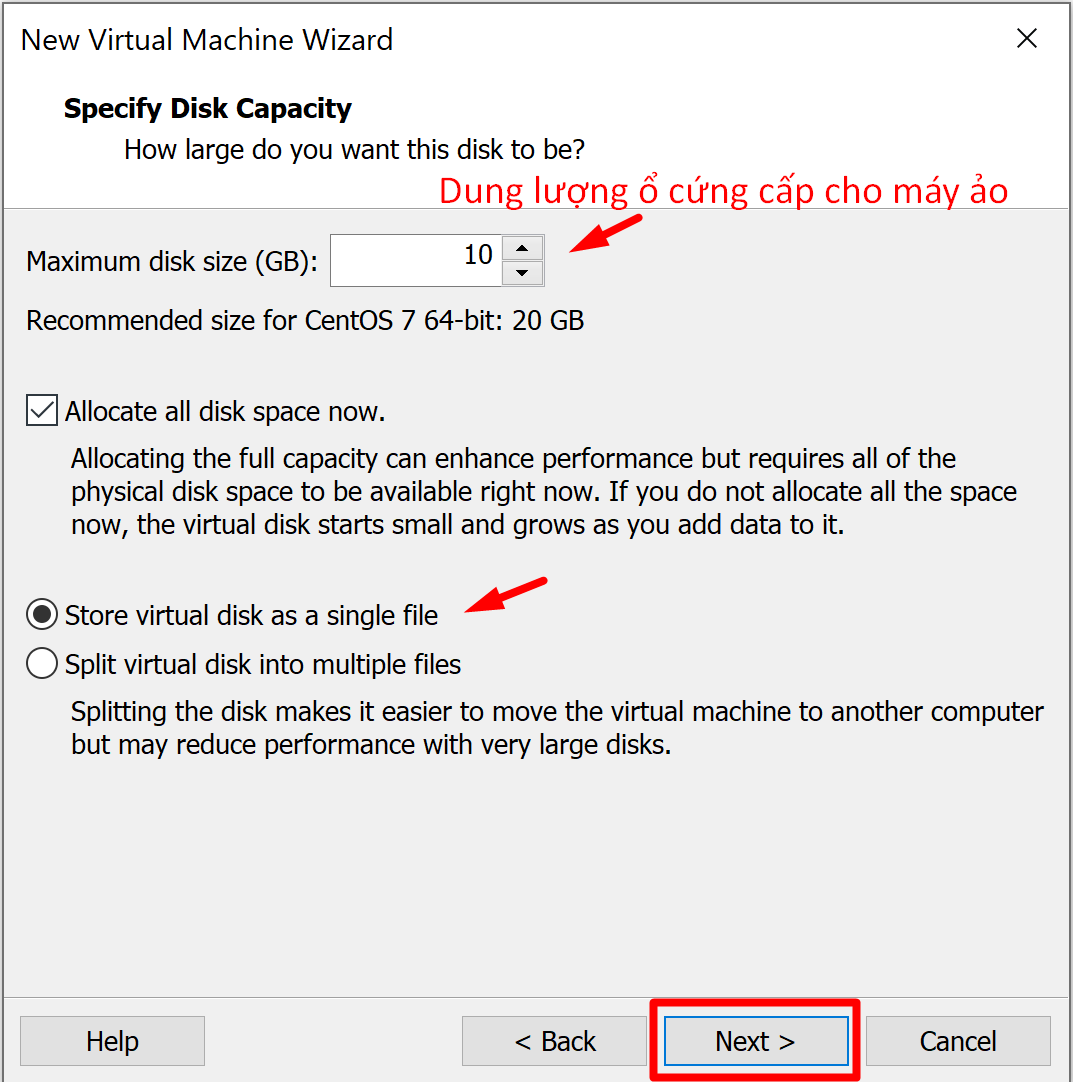 New Virtual Machine Wizard
Specify Disk Capacity
How large do you want this disk to be?
Dung lượng ổ cứng cấp cho máy ảo
Maximum disk size (GB): 10
Recommended size for CentOS 7 64-bit: 20 GB
Allocate all disk space now.
Allocating the full capacity can enhance performance but requires all of the
physical disk space to be available right now. If you do not allocate all the space
now, the virtual disk starts small and grows as you add data to it.
Store virtual disk as a single file
Split virtual disk into multiple files
Splitting the disk makes it easier to move the virtual machine to another computer
but may reduce performance with very large disks.
Help < Back Next > Cancel